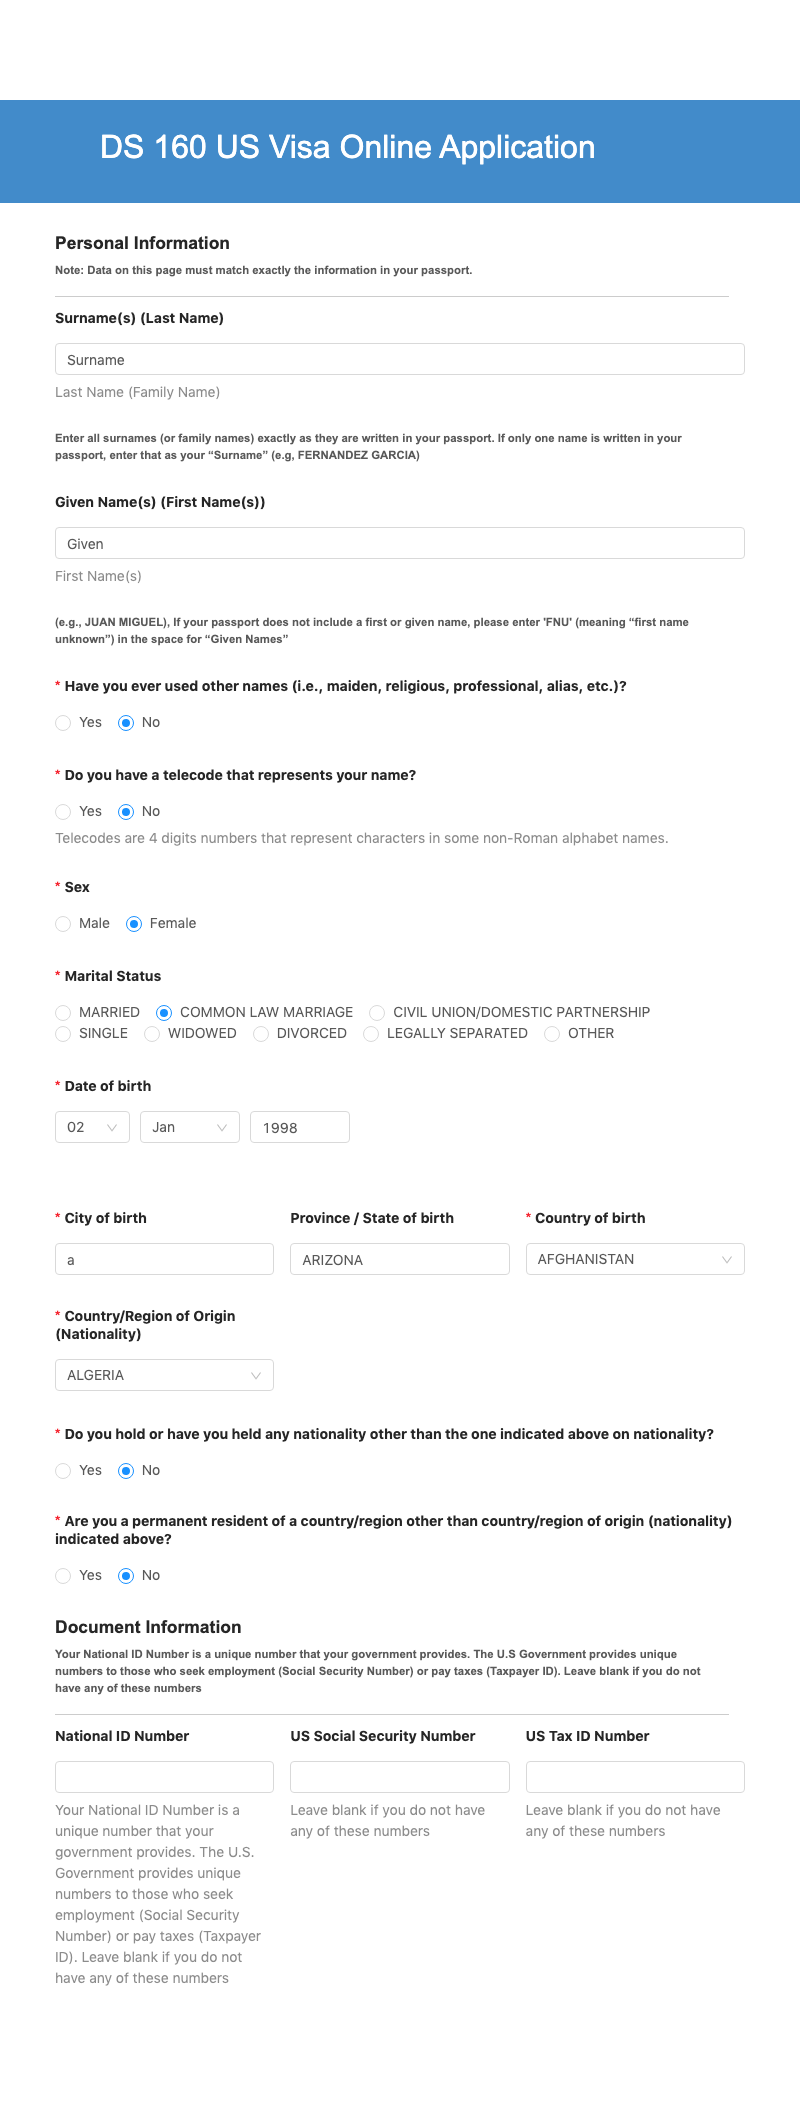 DS 160 US Visa Online Application
Personal Information
Note: Data on this page must match exactly the information in your passport.
Surname(s) (Last Name)
Surname
Last Name (Family Name)
Enter all surnames (or family names) exactly as they are written in your passport. If only one name is written in your
passport, enter that as your “Surname” (e.g, FERNANDEZ GARCIA)
Given Name(s) (First Name(s))
Given
First Name(s)
(e.g., JUAN MIGUEL), If your passport does not include a first or given name, please enter 'FNU' (meaning “first name
unknown”) in the space for “Given Names”
* Have you ever used other names (i.e., maiden, religious, professional, alias, etc.)?
Yes No
* Do you have a telecode that represents your name?
Yes No
Telecodes are 4 digits numbers that represent characters in some non-Roman alphabet names.
* Sex
Male Female
* Marital Status
MARRIED COMMON LAW MARRIAGE CIVIL UNION/DOMESTIC PARTNERSHIP
SINGLE WIDOWED DIVORCED LEGALLY SEPARATED OTHER
* Date of birth
02 Jan 1998
* City of birth Province / State of birth * Country of birth
a ARIZONA AFGHANISTAN
* Country/Region of Origin
(Nationality)
ALGERIA
* Do you hold or have you held any nationality other than the one indicated above on nationality?
Yes No
* Are you a permanent resident of a country/region other than country/region of origin (nationality)
indicated above?
Yes No
Document Information
Your National ID Number is a unique number that your government provides. The U.S Government provides unique
numbers to those who seek employment (Social Security Number) or pay taxes (Taxpayer ID). Leave blank if you do not
have any of these numbers
National ID Number US Social Security Number US Tax ID Number
Your National ID Number is a
unique number that your
government provides. The U.S.
Government provides unique
numbers to those who seek
employment (Social Security
Number) or pay taxes (Taxpayer
ID). Leave blank if you do not
have any of these numbers
Leave blank if you do not have
any of these numbers
Leave blank if you do not have
any of these numbers